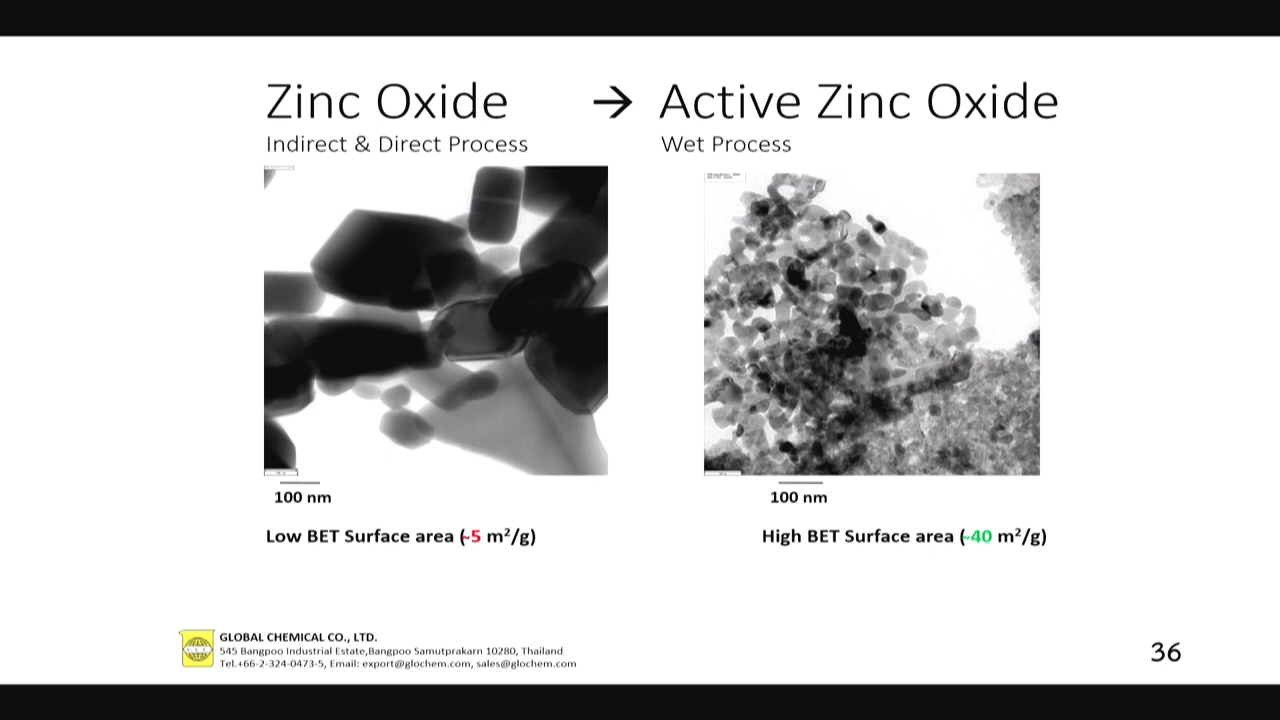 Zinc Oxide → Active Zinc Oxide
Indirect & Direct Process
Wet Process
100 nm
100 nm
Low BET Surface area (~5 m²/g)
High BET Surface area (~40 m²/g)
GLOBAL CHEMICAL CO., LTD.
545 Bangpoo Industrial Estate,Bangpoo Samutprakarn 10280, Thailand
Tel.+66-2-324-0473-5, Email: export@glochem.com, sales@glochem.com
36